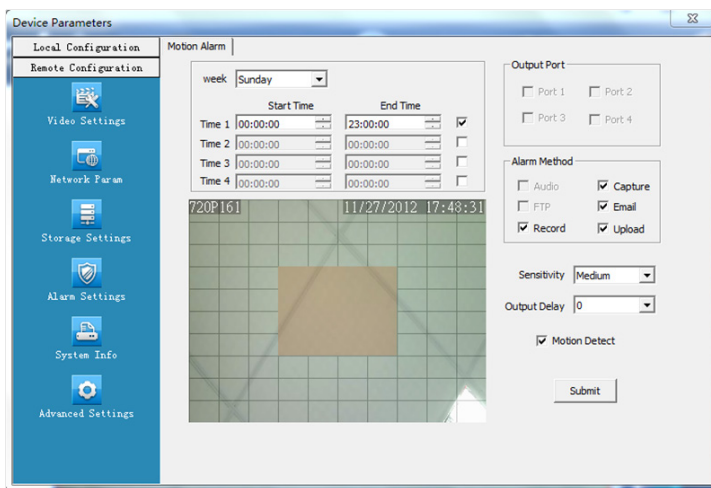 Device Parameters
Local Configuration
Remote Configuration
Video Settings
Network Param
Storage Settings
Alarm Settings
System Info
Advanced Settings
Motion Alarm
week Sunday
Start Time End Time
Time 1 00:00:00 23:00:00
Time 2 00:00:00 00:00:00
Time 3 00:00:00 00:00:00
Time 4 00:00:00 00:00:00
720P161 11/27/2012 17:48:31
Output Port
Port 1 Port 2
Port 3 Port 4
Alarm Method
Audio Capture
FTP Email
Record Upload
Sensitivity Medium
Output Delay 0
Motion Detect
Submit